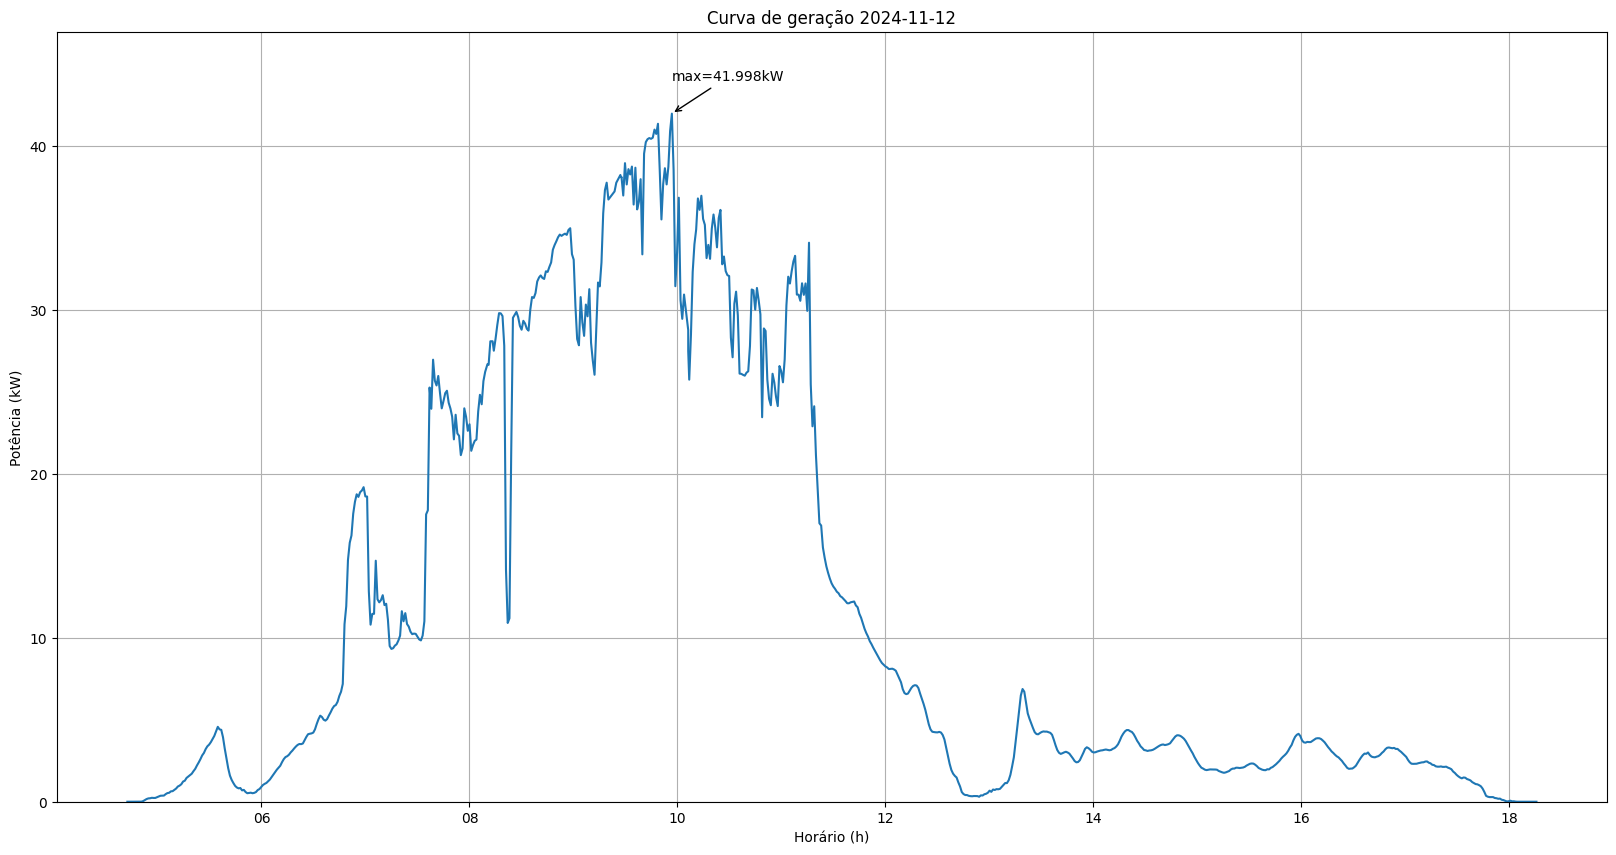 Curva de geração 2024-11-12
max=41.998kW
40
30
20
10
0
Potência (kW)
06 08 10 12 14 16 18
Horário (h)